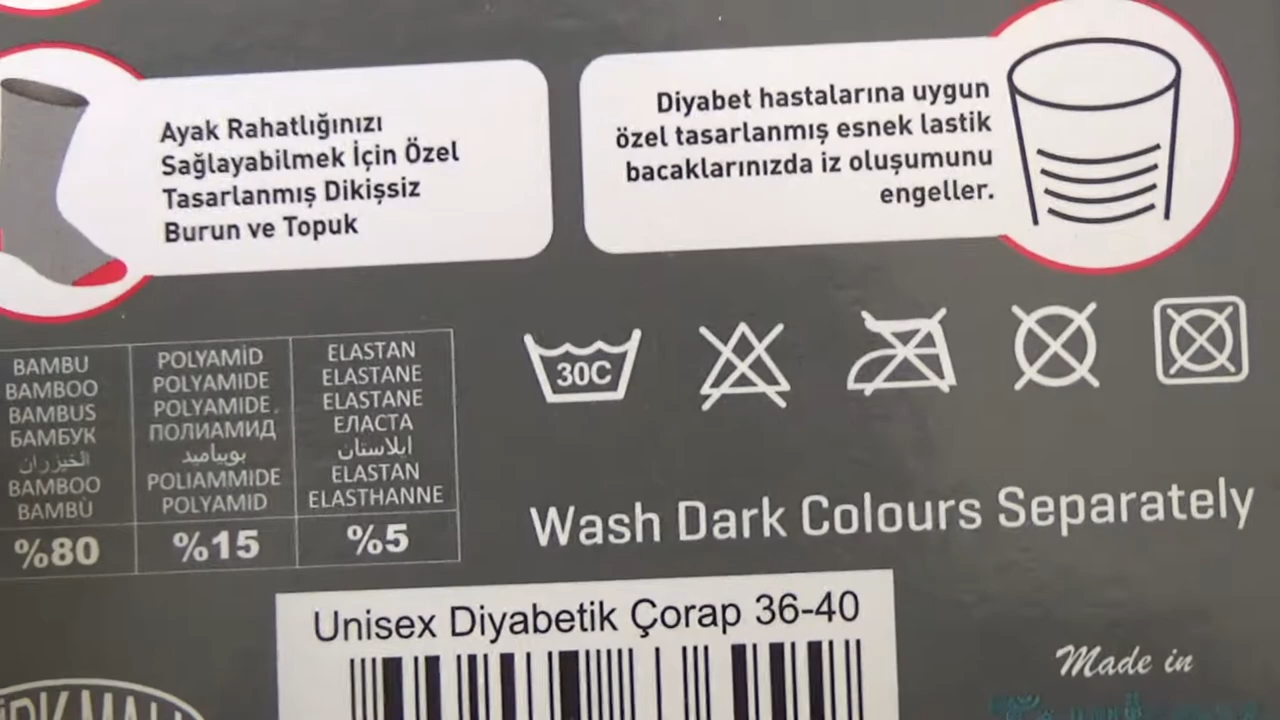 Ayak Rahatlığınızı
Sağlayabilmek İçin Özel
Tasarlanmış Dikişsiz
Burun ve Topuk
Diyabet hastalarına uygun
özel tasarlanmış esnek lastik
bacaklarınızda iz oluşumunu
engeller.
BAMBU
BAMBOO
BAMBUS
БАМБУК
الخيزران
BAMBOO
BAMBU
%80
POLYAMİD
POLYAMIDE
POLYAMIDE
ПОЛИАМИД
بويياميد
POLIAMMIDE
POLYAMID
%15
ELASTAN
ELASTANE
ELASTANE
ЕЛАСТА
ايلاستان
ELASTAN
ELASTHANNE
%5
30C
Wash Dark Colours Separately
Unisex Diyabetik Çorap 36-40
Made in